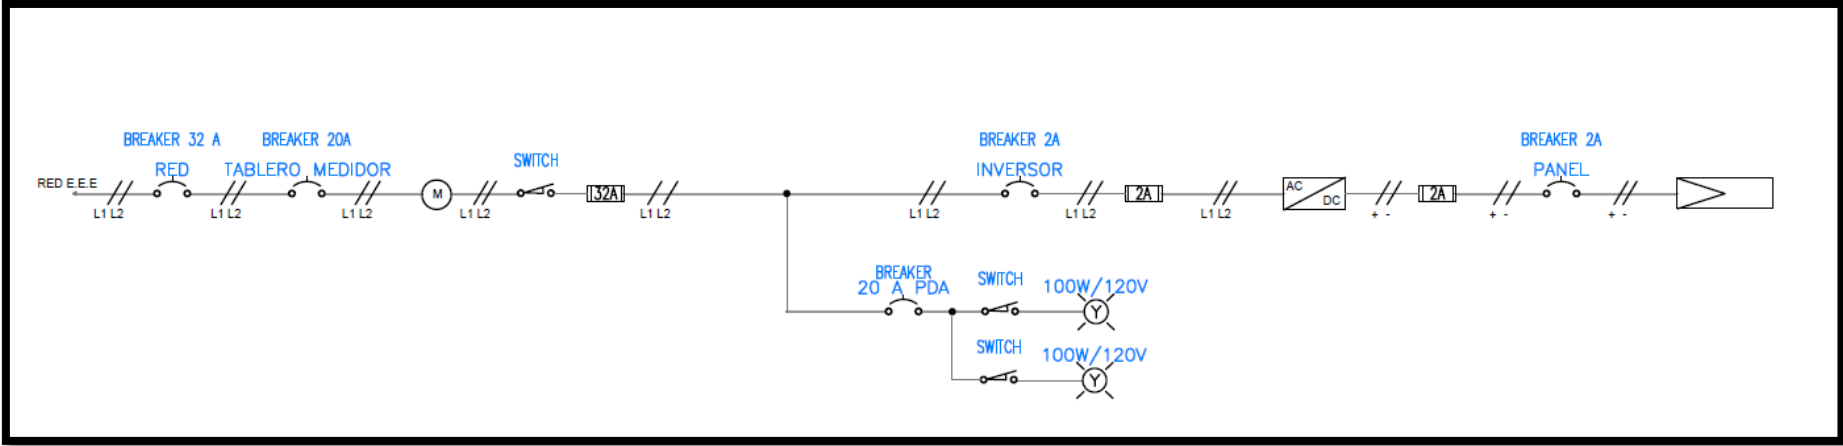 BREAKER 32 A
RED
BREAKER 20A
TABLERO MEDIDOR
SWITCH
BREAKER 2A
INVERSOR
BREAKER 2A
PANEL
RED E.E.E
M
32A
2A
AC
DC
2A
L1 L2
L1 L2
L1 L2
L1 L2
L1 L2
L1 L2
L1 L2
L1 L2
+ -
+ -
+ -
BREAKER
20 A PDA
SWITCH
100W/120V
Y
SWITCH
100W/120V
Y